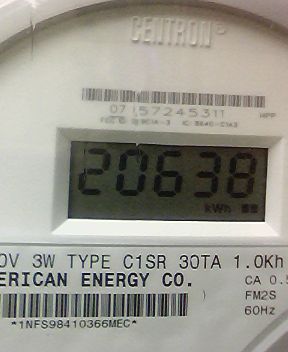 CENTRON®
07 157245311
20638
kWh
0V 3W TYPE C1SR 30TA 1.0Kh
ERICAN ENERGY CO.
CA 0.5
FM2S
60Hz
*1NFS98410366MEC*